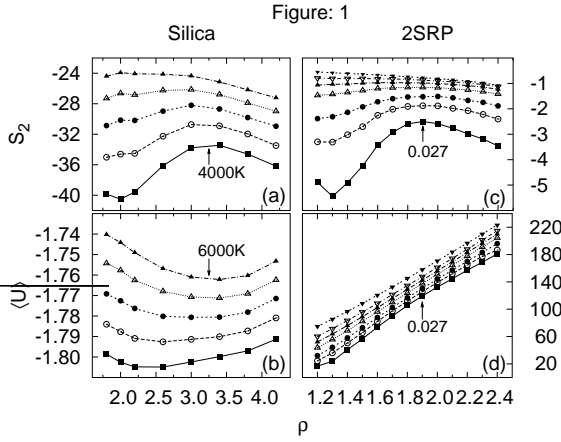 Figure: 1
Silica 2SRP
-24
-28
-32
-36
-40
S2
4000K
(a)
0.027
(c)
-1
-2
-3
-4
-5
-1.74
-1.75
-1.76
-1.77
-1.78
-1.79
-1.80
⟨U⟩
6000K
(b)
0.027
(d)
220
180
140
100
60
20
2.0 2.5 3.0 3.5 4.0 1.2 1.4 1.6 1.8 2.0 2.2 2.4
ρ